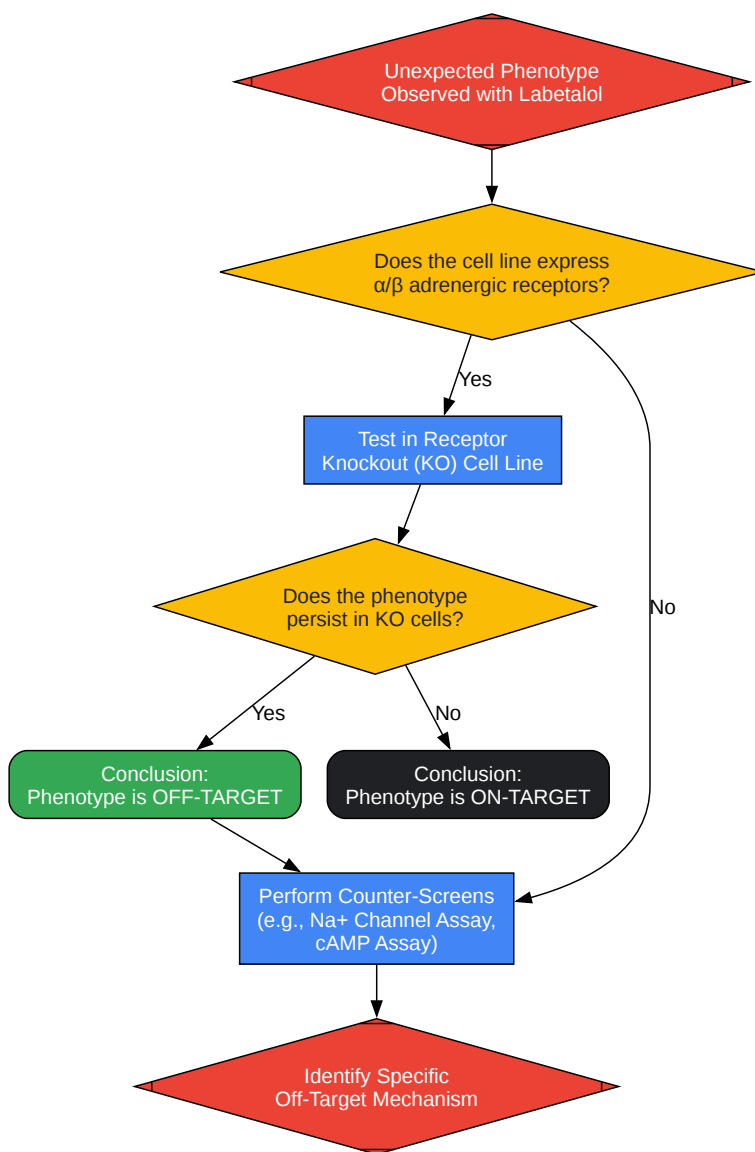 Unexpected Phenotype
Observed with Labetalol
Does the cell line express
α/β adrenergic receptors?
Yes
Test in Receptor
Knockout (KO) Cell Line
Does the phenotype
persist in KO cells?
No
Yes
No
Conclusion:
Phenotype is OFF-TARGET
Conclusion:
Phenotype is ON-TARGET
Perform Counter-Screens
(e.g., Na+ Channel Assay,
cAMP Assay)
Identify Specific
Off-Target Mechanism